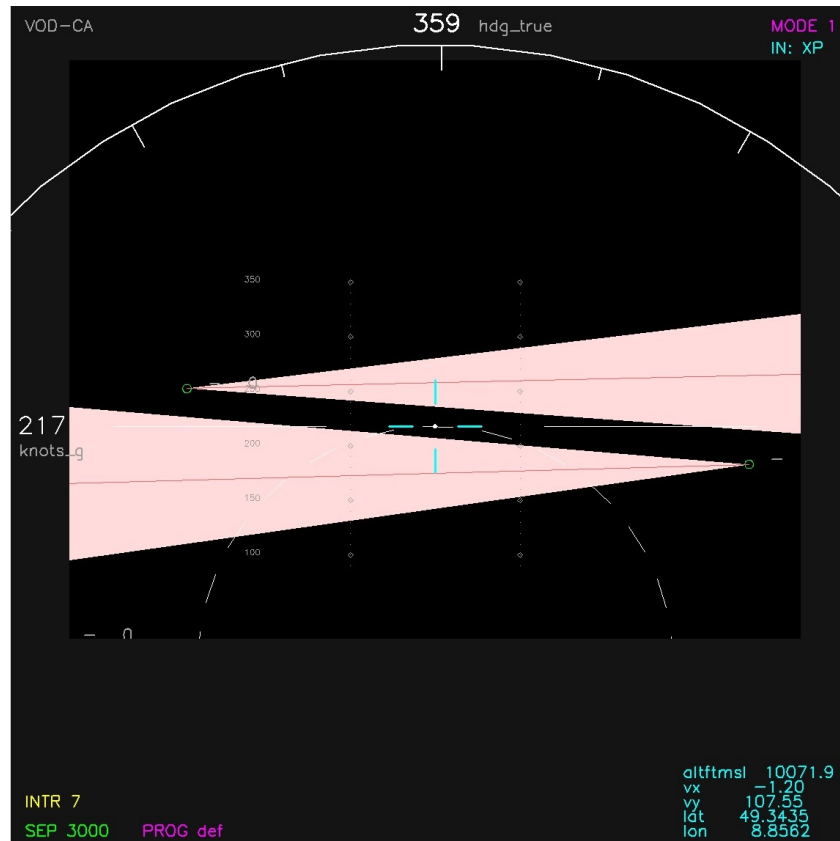 VOD-CA 359 hdg_true MODE 1
IN: XP
350
300
250
217
knots_g
200
150
100
INTR 7
SEP 3000 PROG def
altftmsl 10071.9
vx -1.20
vy 107.55
lat 49.3435
lon 8.8562